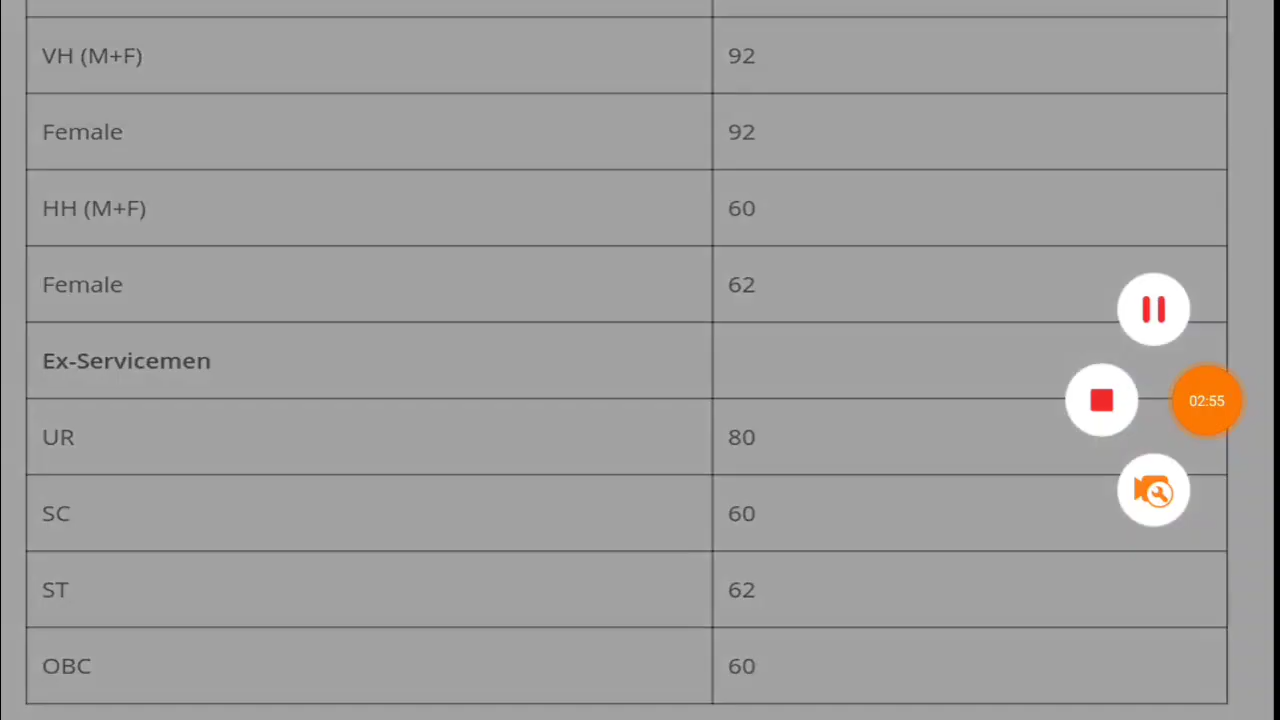 VH (M+F) 92
Female 92
HH (M+F) 60
Female 62
Ex-Servicemen
UR 80
SC 60
ST 62
OBC 60
02:55